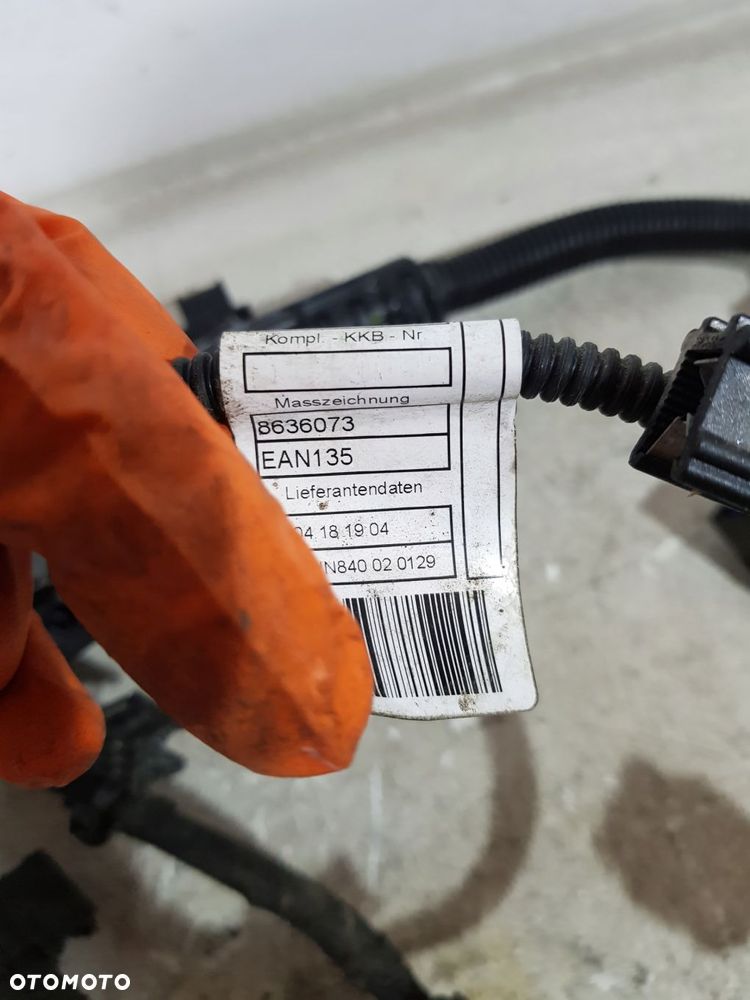 Kompl. - KKB - Nr
Masszeichnung
8636073
EAN135
Lieferantendaten
04 18 19 04
N840 02 0129
OTOMOTO